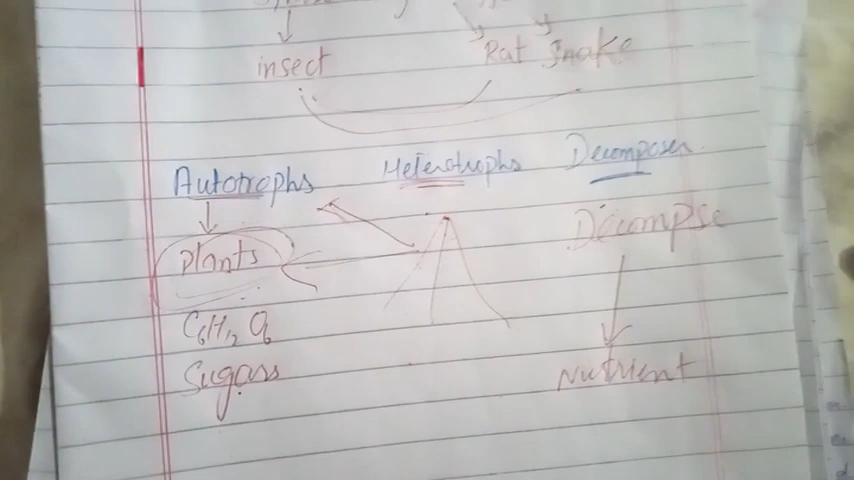 insect Rat Snake
Autotrophs Heterotrophs Decomposer
Plants Decompse
C6H12O6
Sugars Nutrient